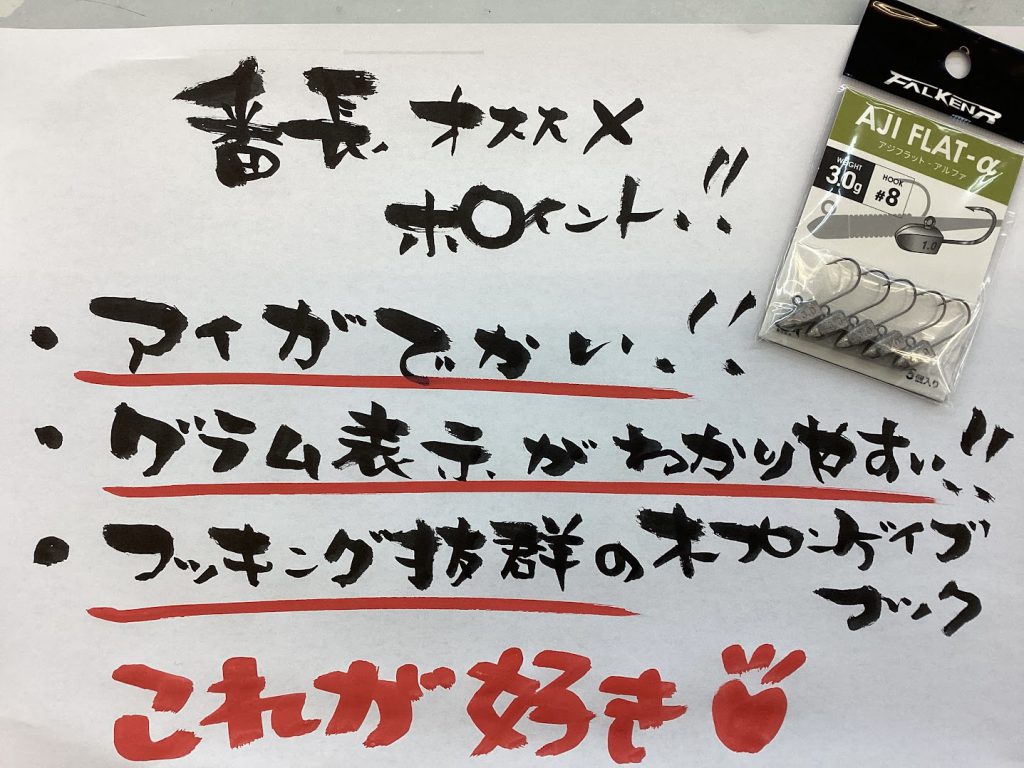 番長オススメ
ポイント!!
・アイがでかい!!
・グラム表示がわかりやすい!!
・フッキング抜群のオープンゲイブ
フック
これが好き
FALKEN R
AJI FLAT-α
アジフラット-アルファ
WEIGHT
3.0g
HOOK
#8
1.0
5個入り